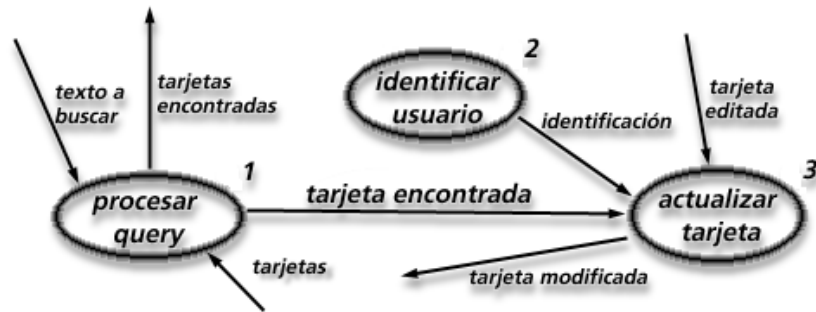 texto a
buscar
tarjetas
encontradas
1
procesar
query
tarjetas
tarjeta encontrada
2
identificar
usuario
identificación
tarjeta
editada
3
actualizar
tarjeta
tarjeta modificada